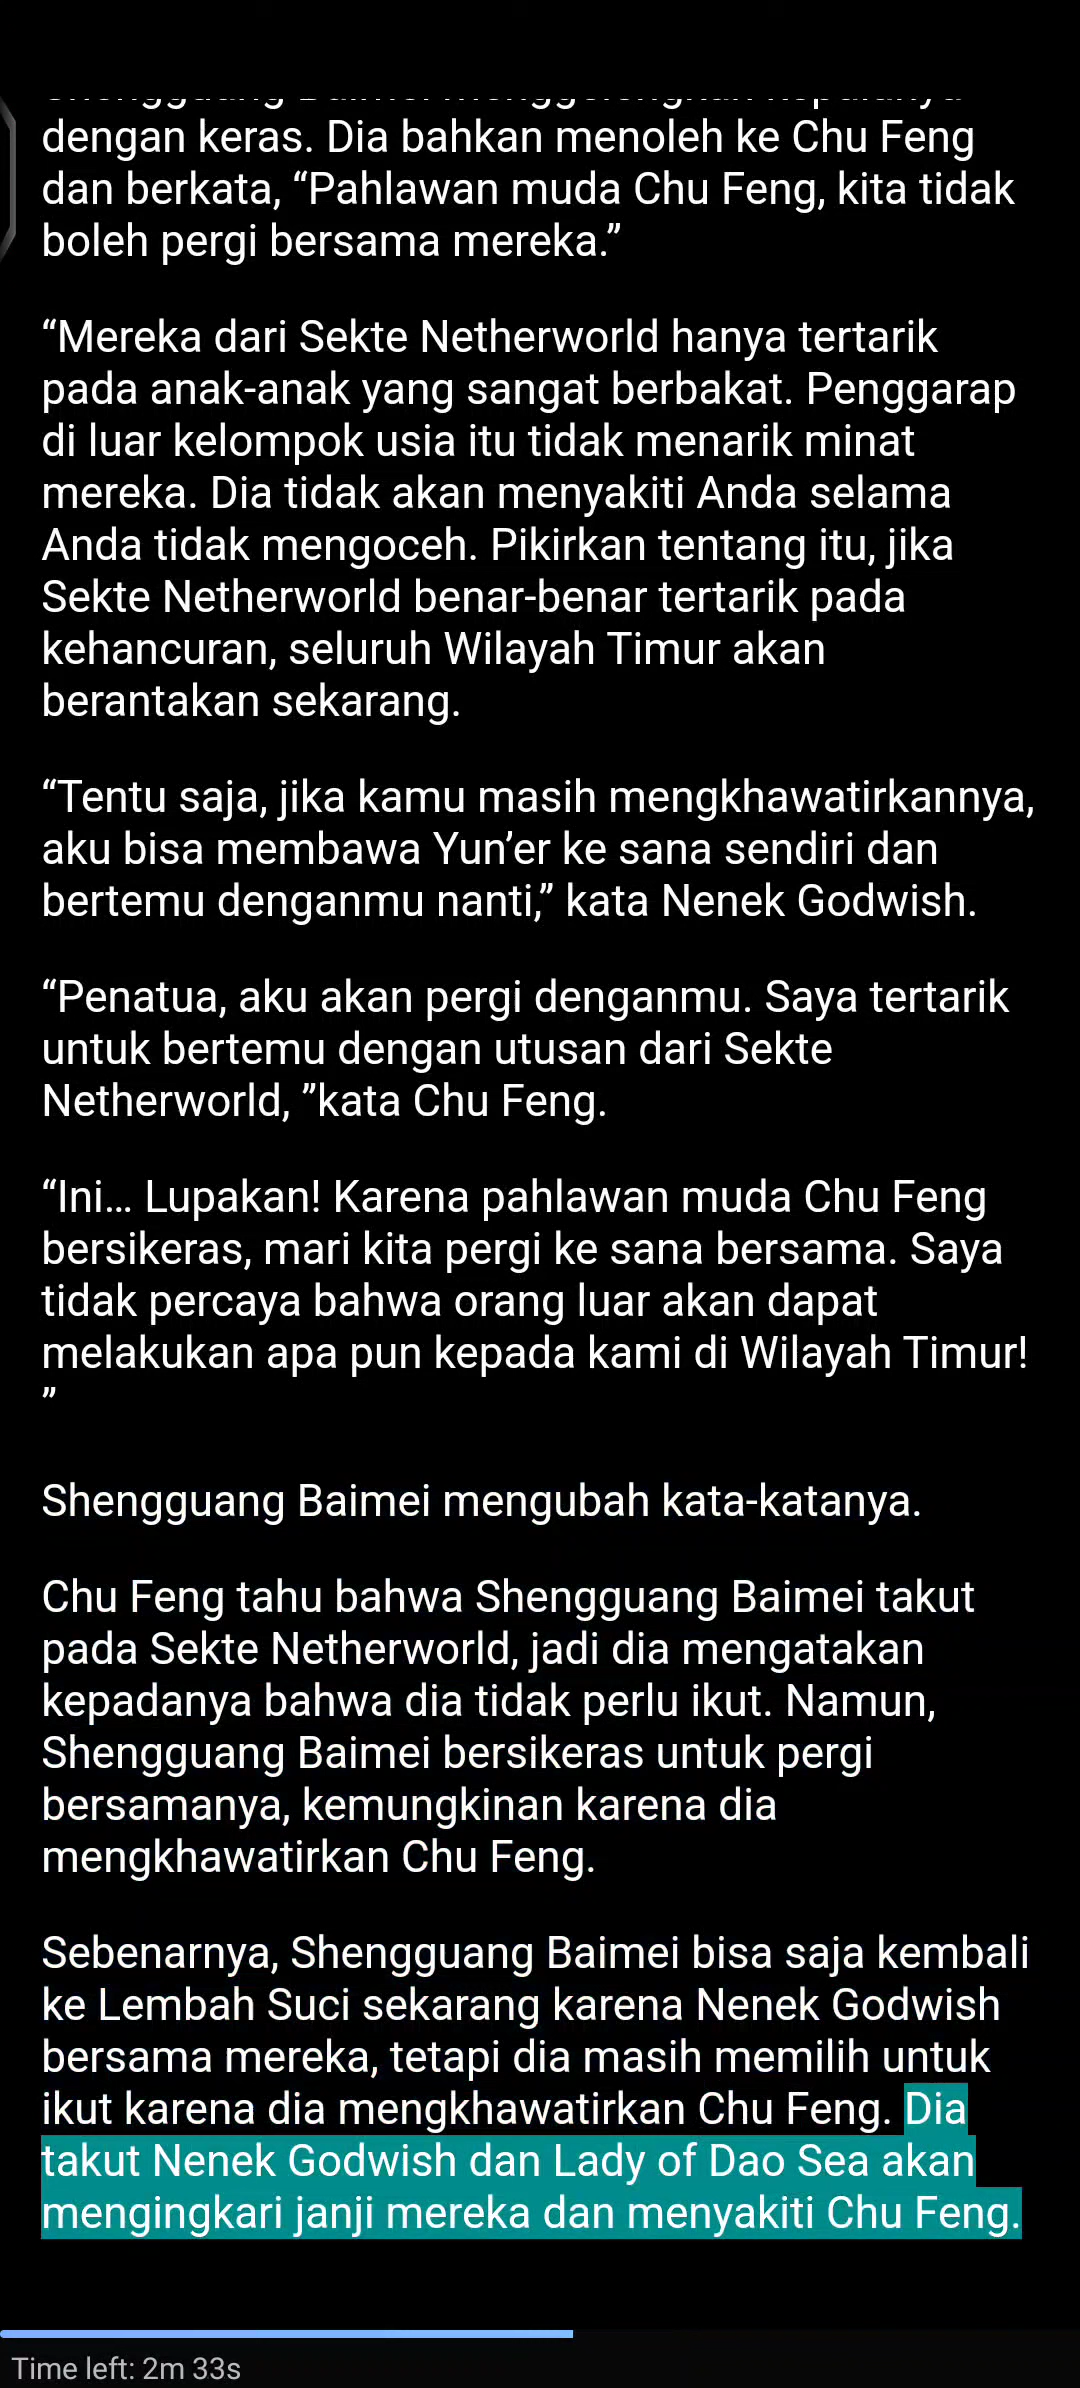 dengan keras. Dia bahkan menoleh ke Chu Feng
dan berkata, “Pahlawan muda Chu Feng, kita tidak
boleh pergi bersama mereka.”
“Mereka dari Sekte Netherworld hanya tertarik
pada anak-anak yang sangat berbakat. Penggarap
di luar kelompok usia itu tidak menarik minat
mereka. Dia tidak akan menyakiti Anda selama
Anda tidak mengoceh. Pikirkan tentang itu, jika
Sekte Netherworld benar-benar tertarik pada
kehancuran, seluruh Wilayah Timur akan
berantakan sekarang.
“Tentu saja, jika kamu masih mengkhawatirkannya,
aku bisa membawa Yun’er ke sana sendiri dan
bertemu denganmu nanti,” kata Nenek Godwish.
“Penatua, aku akan pergi denganmu. Saya tertarik
untuk bertemu dengan utusan dari Sekte
Netherworld, ”kata Chu Feng.
“Ini... Lupakan! Karena pahlawan muda Chu Feng
bersikeras, mari kita pergi ke sana bersama. Saya
tidak percaya bahwa orang luar akan dapat
melakukan apa pun kepada kami di Wilayah Timur!
”
Shengguang Baimei mengubah kata-katanya.
Chu Feng tahu bahwa Shengguang Baimei takut
pada Sekte Netherworld, jadi dia mengatakan
kepadanya bahwa dia tidak perlu ikut. Namun,
Shengguang Baimei bersikeras untuk pergi
bersamanya, kemungkinan karena dia
mengkhawatirkan Chu Feng.
Sebenarnya, Shengguang Baimei bisa saja kembali
ke Lembah Suci sekarang karena Nenek Godwish
bersama mereka, tetapi dia masih memilih untuk
ikut karena dia mengkhawatirkan Chu Feng. Dia
takut Nenek Godwish dan Lady of Dao Sea akan
mengingkari janji mereka dan menyakiti Chu Feng.
Time left: 2m 33s